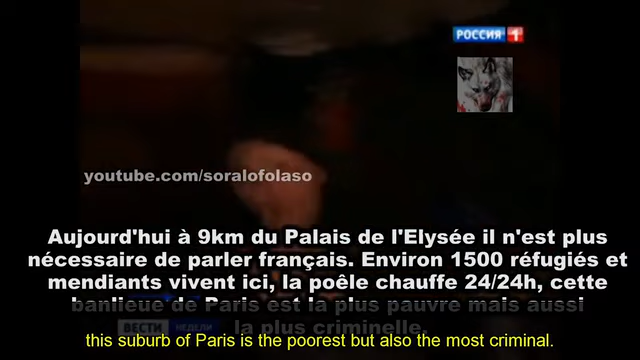 РОССИЯ 1
youtube.com/soralofolaso
Aujourd'hui à 9km du Palais de l'Elysée il n'est plus
nécessaire de parler français. Environ 1500 réfugiés et
mendiants vivent ici, la poêle chauffe 24/24h, cette
banlieue de Paris est la plus pauvre mais aussi
la plus criminelle.
ВЕСТИ НЕДЕЛИ
this suburb of Paris is the poorest but also the most criminal.